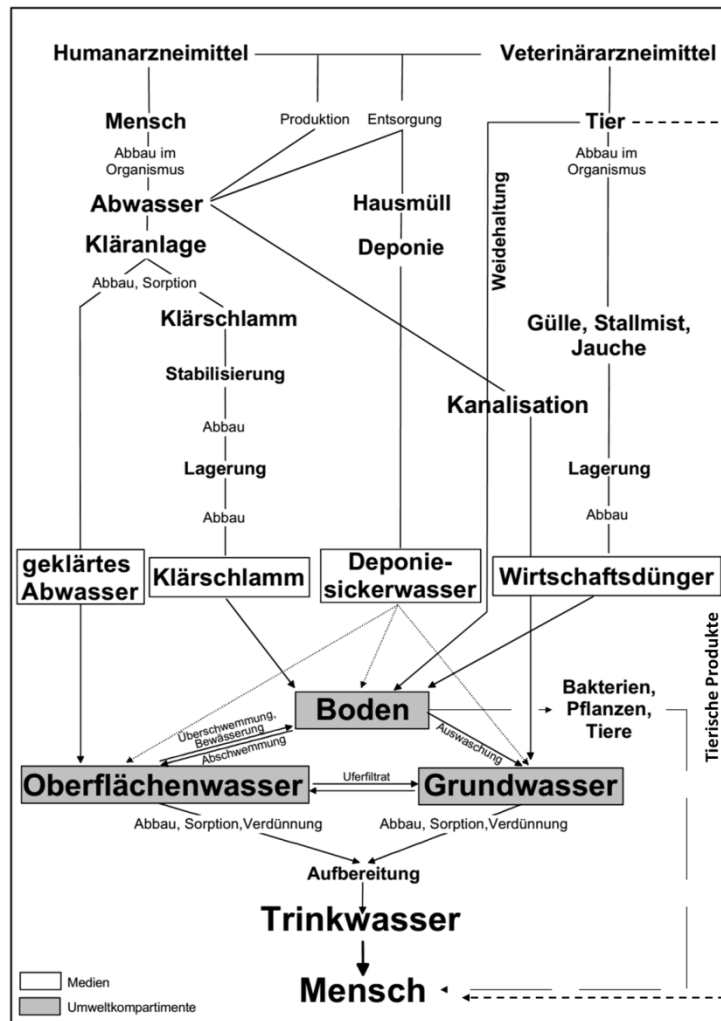 Humanarzneimittel
Veterinärarzneimittel
Mensch
Produktion
Entsorgung
Tier
Abbau im
Organismus
Abbau im
Organismus
Abwasser
Hausmüll
Weidehaltung
Kläranlage
Deponie
Abbau, Sorption
Klärschlamm
Gülle, Stallmist,
Jauche
Stabilisierung
Kanalisation
Abbau
Lagerung
Lagerung
Abbau
Abbau
geklärtes
Abwasser
Klärschlamm
Deponie-
sickerwasser
Wirtschaftsdünger
Tierische Produkte
Boden
Bakterien,
Pflanzen,
Tiere
Überschwemmung,
Bewässerung
Abschwemmung
Auswaschung
Oberflächenwasser
Uferfiltrat
Grundwasser
Abbau, Sorption,Verdünnung
Abbau, Sorption,Verdünnung
Aufbereitung
Trinkwasser
Mensch
Medien
Umweltkompartimente